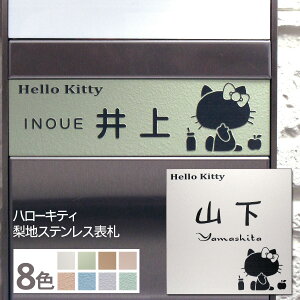 Hello Kitty
INOUE 井上
Hello Kitty
山下
Yamashita
ハローキティ
梨地ステンレス表札
8色